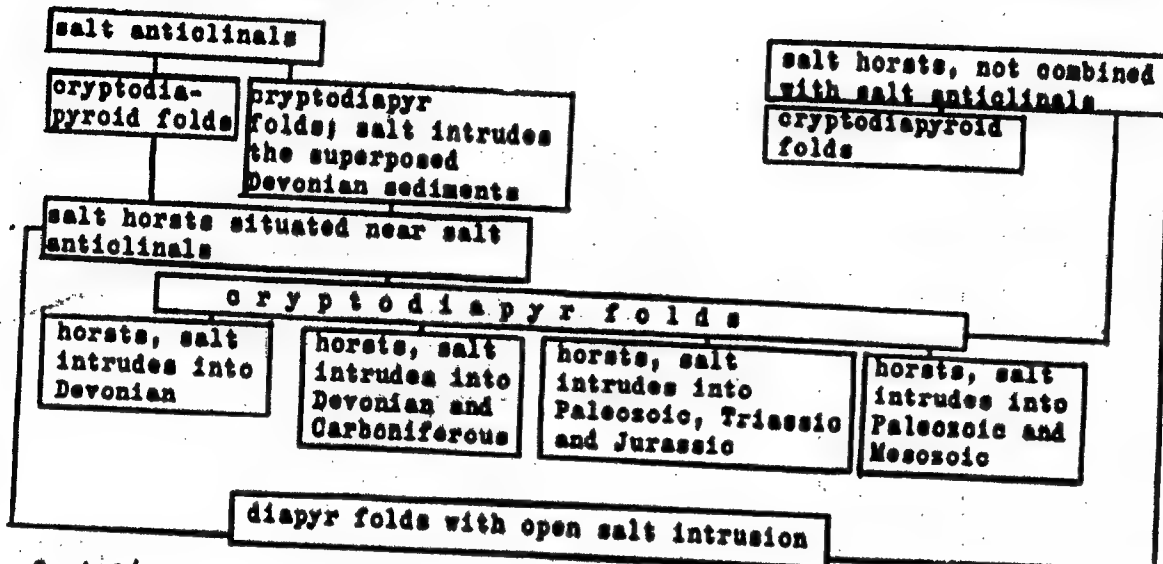 salt anticlinals
salt horsts, not combined
with salt anticlinals
cryptodia-
pyroid folds
cryptodiapyr
folds; salt intrudes
the superposed
Devonian sediments
cryptodiapyroid
folds
salt horsts situated near salt
anticlinals
cryptodiapyr folds
horsts, salt
intrudes into
Devonian
horsts, salt
intrudes into
Devonian and
Carboniferous
horsts, salt
intrudes into
Paleozoic, Triassic
and Jurassic
horsts, salt
intrudes into
Paleozoic and
Mesozoic
diapyr folds with open salt intrusion